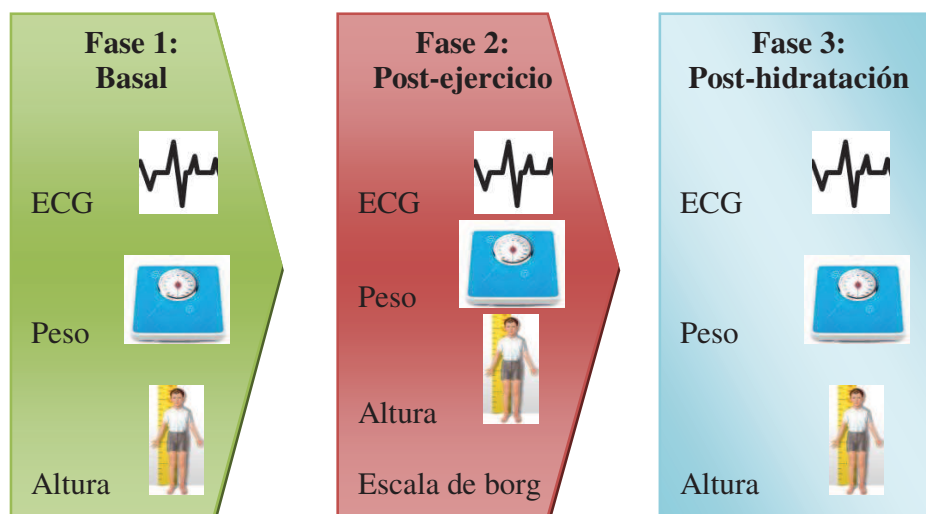 Fase 1:
Basal
ECG
Peso
Altura
Fase 2:
Post-ejercicio
ECG
Peso
Altura
Escala de borg
Fase 3:
Post-hidratación
ECG
Peso
Altura